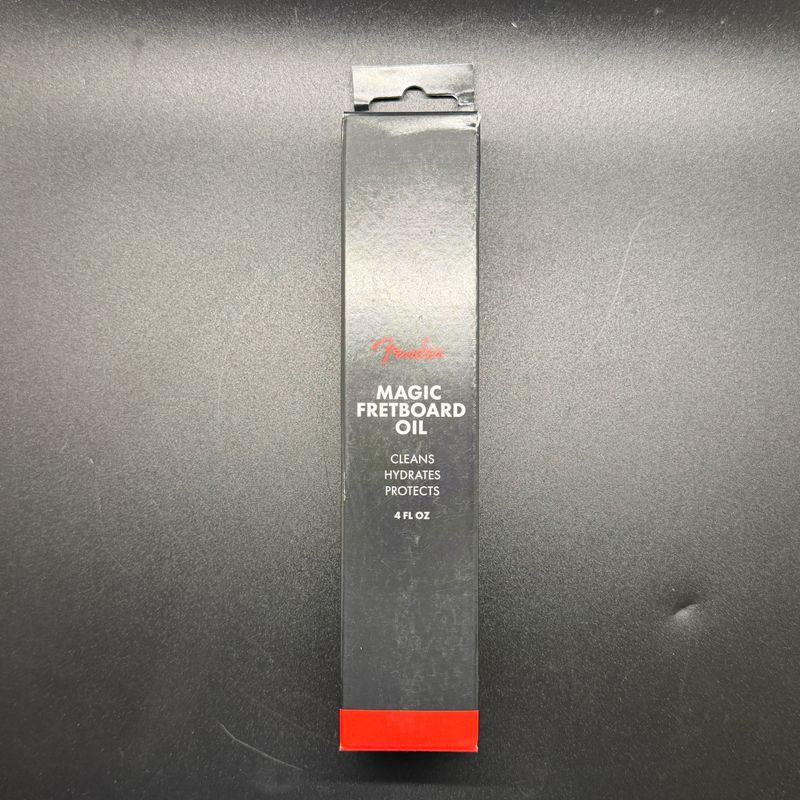 Fender
MAGIC
FRETBOARD
OIL
CLEANS
HYDRATES
PROTECTS
4 FL OZ